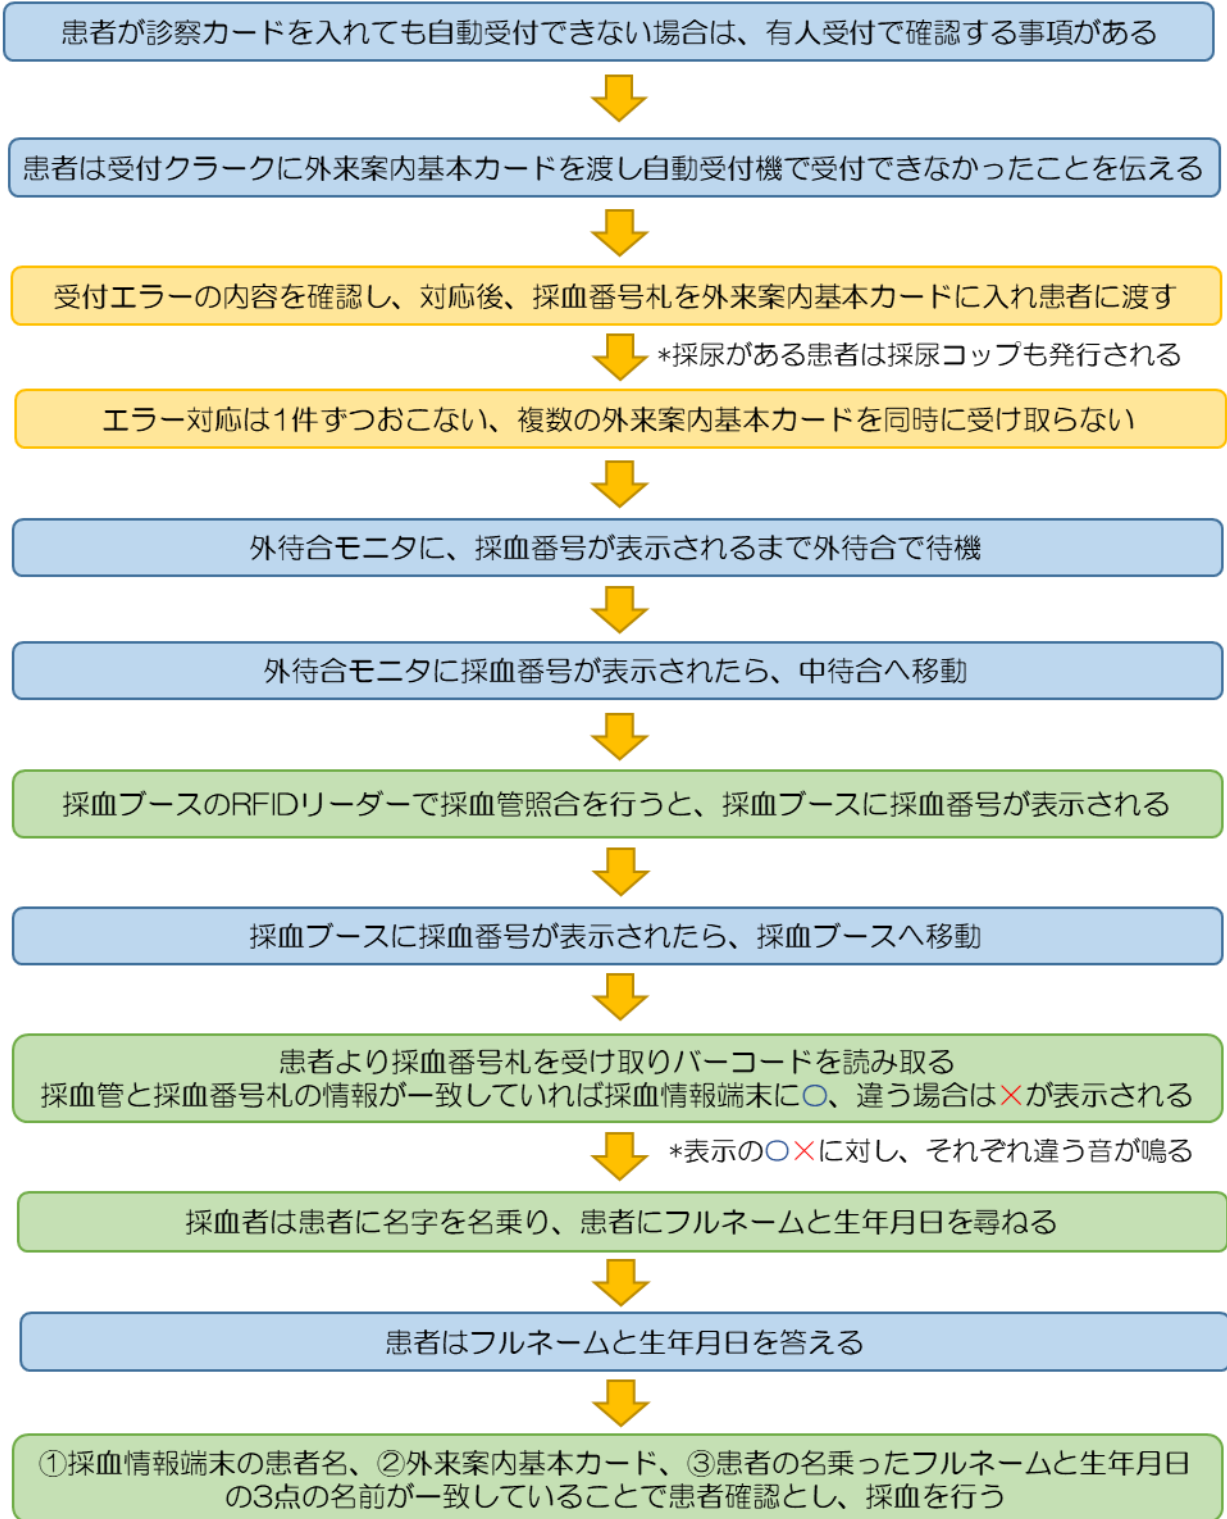 患者が診察カードを入れても自動受付できない場合は、有人受付で確認する事項がある
患者は受付クラークに外来案内基本カードを渡し自動受付機で受付できなかったことを伝える
受付エラーの内容を確認し、対応後、採血番号札を外来案内基本カードに入れ患者に渡す
*採尿がある患者は採尿コップも発行される
エラー対応は1件ずつおこない、複数の外来案内基本カードを同時に受け取らない
外待合モニタに、採血番号が表示されるまで外待合で待機
外待合モニタに採血番号が表示されたら、中待合へ移動
採血ブースのRFIDリーダーで採血管照合を行うと、採血ブースに採血番号が表示される
採血ブースに採血番号が表示されたら、採血ブースへ移動
患者より採血番号札を受け取りバーコードを読み取る
採血管と採血番号札の情報が一致していれば採血情報端末に○、違う場合は×が表示される
*表示の○×に対し、それぞれ違う音が鳴る
採血者は患者に名字を名乗り、患者にフルネームと生年月日を尋ねる
患者はフルネームと生年月日を答える
①採血情報端末の患者名、②外来案内基本カード、③患者の名乗ったフルネームと生年月日
の3点の名前が一致していることで患者確認とし、採血を行う